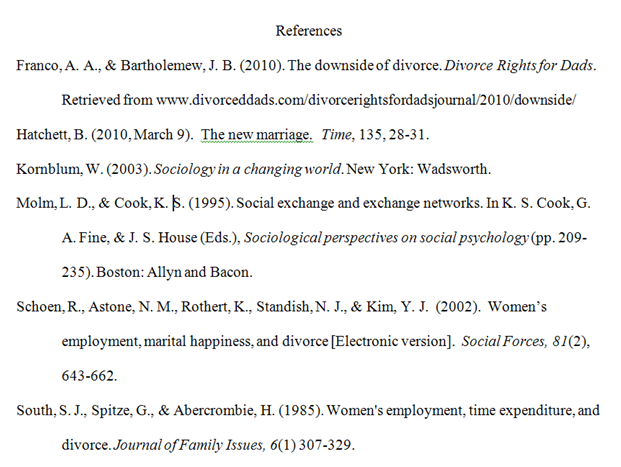 References
Franco, A. A., & Bartholemew, J. B. (2010). The downside of divorce. Divorce Rights for Dads.
Retrieved from www.divorceddads.com/divorcerightsfordadsjournal/2010/downside/
Hatchett, B. (2010, March 9). The new marriage. Time, 135, 28-31.
Kornblum, W. (2003). Sociology in a changing world. New York: Wadsworth.
Molm, L. D., & Cook, K. S. (1995). Social exchange and exchange networks. In K. S. Cook, G.
A. Fine, & J. S. House (Eds.), Sociological perspectives on social psychology (pp. 209-
235). Boston: Allyn and Bacon.
Schoen, R., Astone, N. M., Rothert, K., Standish, N. J., & Kim, Y. J. (2002). Women’s
employment, marital happiness, and divorce [Electronic version]. Social Forces, 81(2),
643-662.
South, S. J., Spitze, G., & Abercrombie, H. (1985). Women's employment, time expenditure, and
divorce. Journal of Family Issues, 6(1) 307-329.